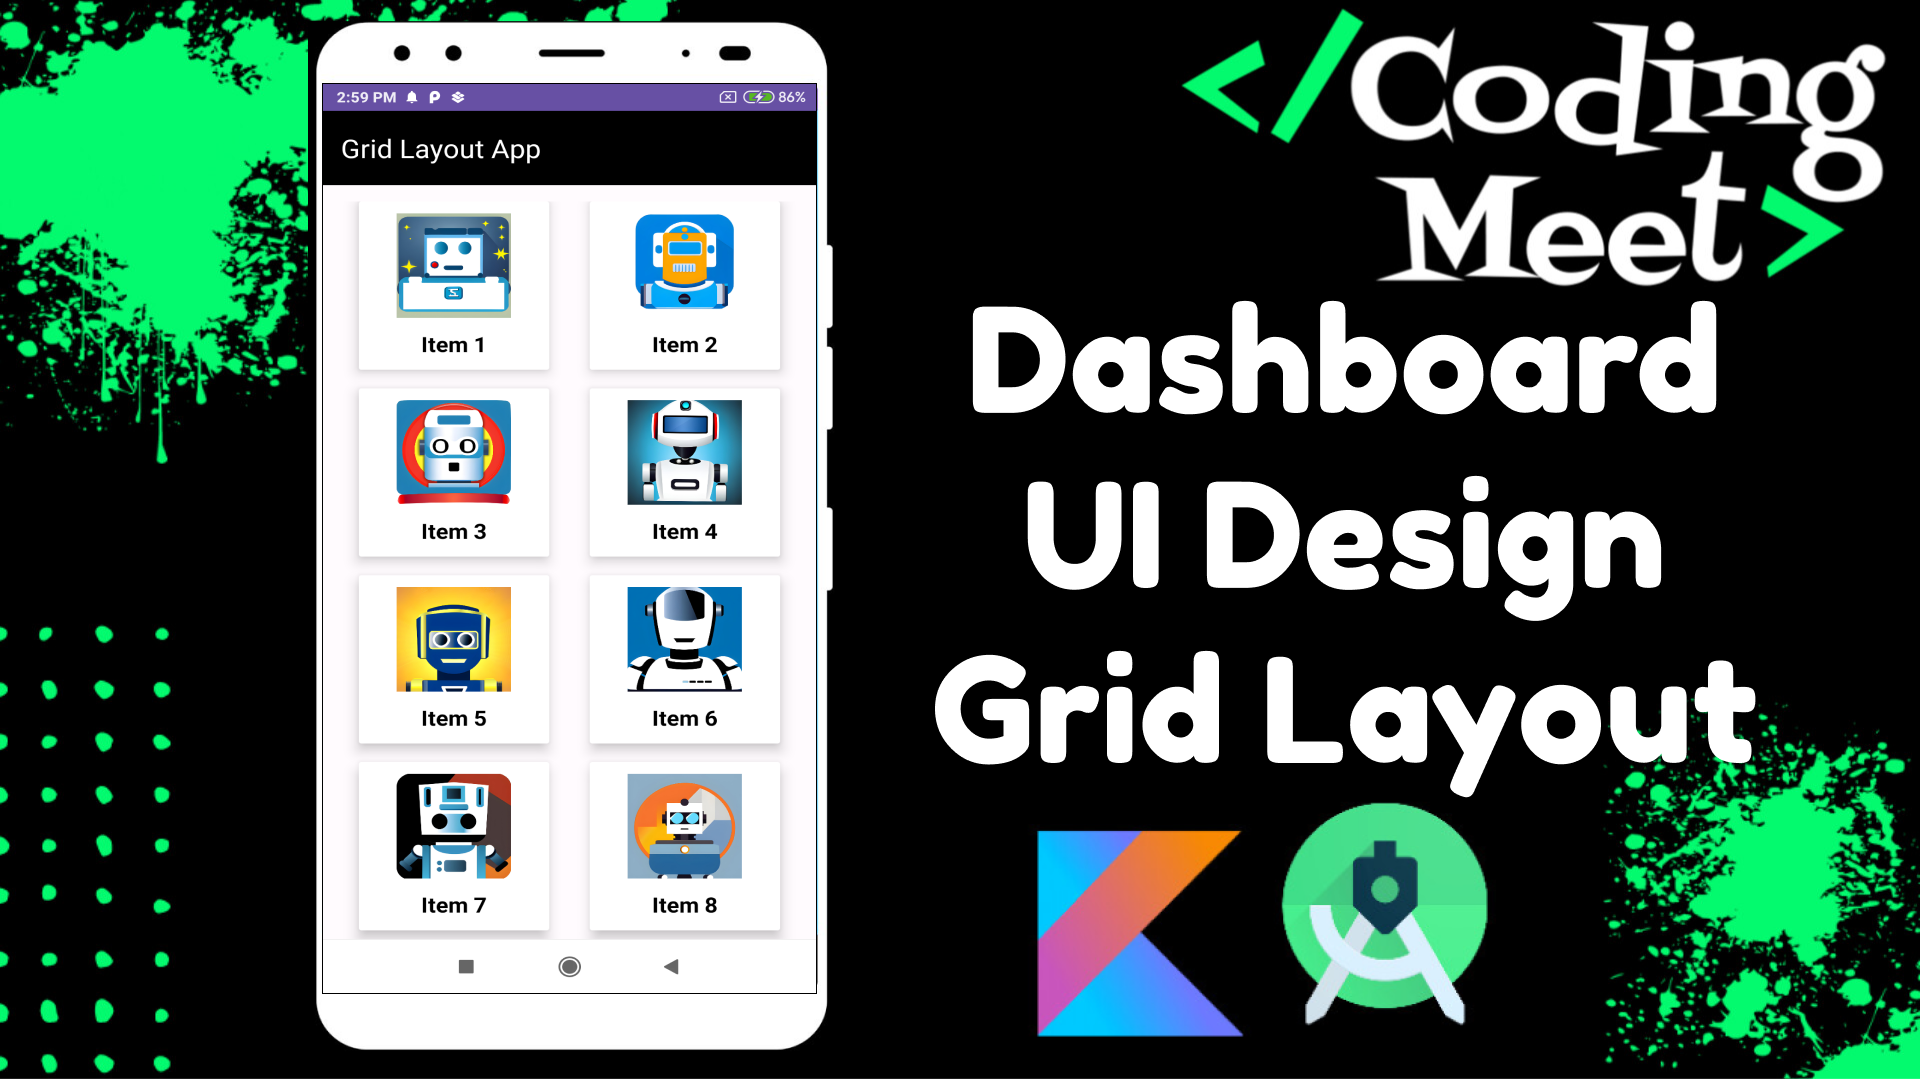 2:59 PM
86%
Grid Layout App
Item 1
Item 2
Item 3
Item 4
Item 5
Item 6
Item 7
Item 8
</Coding
Meet>
Dashboard
UI Design
Grid Layout